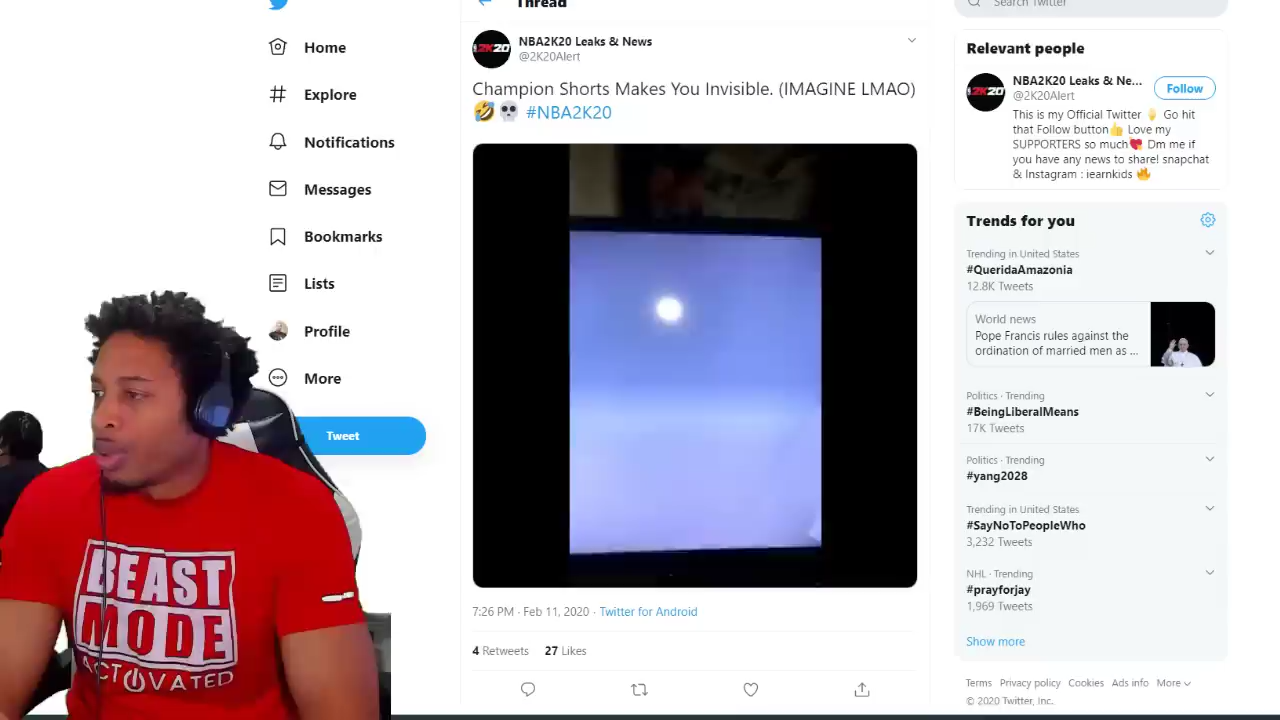 Home
Explore
Notifications
Messages
Bookmarks
Lists
Profile
More
Tweet
BEAST
MODE
ACTIVATED
Thread
2K20
NBA2K20 Leaks & News
@2K20Alert
Champion Shorts Makes You Invisible. (IMAGINE LMAO)
🤣💀 #NBA2K20
7:26 PM · Feb 11, 2020 · Twitter for Android
4 Retweets 27 Likes
Search Twitter
Relevant people
2K20
NBA2K20 Leaks & Ne...
@2K20Alert
Follow
This is my Official Twitter 👇 Go hit
that Follow button👍 Love my
SUPPORTERS so much💘 Dm me if
you have any news to share! snapchat
& Instagram : iearnkids 🔥
Trends for you
Trending in United States
#QueridaAmazonia
12.8K Tweets
World news
Pope Francis rules against the
ordination of married men as ...
Politics · Trending
#BeingLiberalMeans
17K Tweets
Politics · Trending
#yang2028
Trending in United States
#SayNoToPeopleWho
3,232 Tweets
NHL · Trending
#prayforjay
1,969 Tweets
Show more
Terms Privacy policy Cookies Ads info More
© 2020 Twitter, Inc.